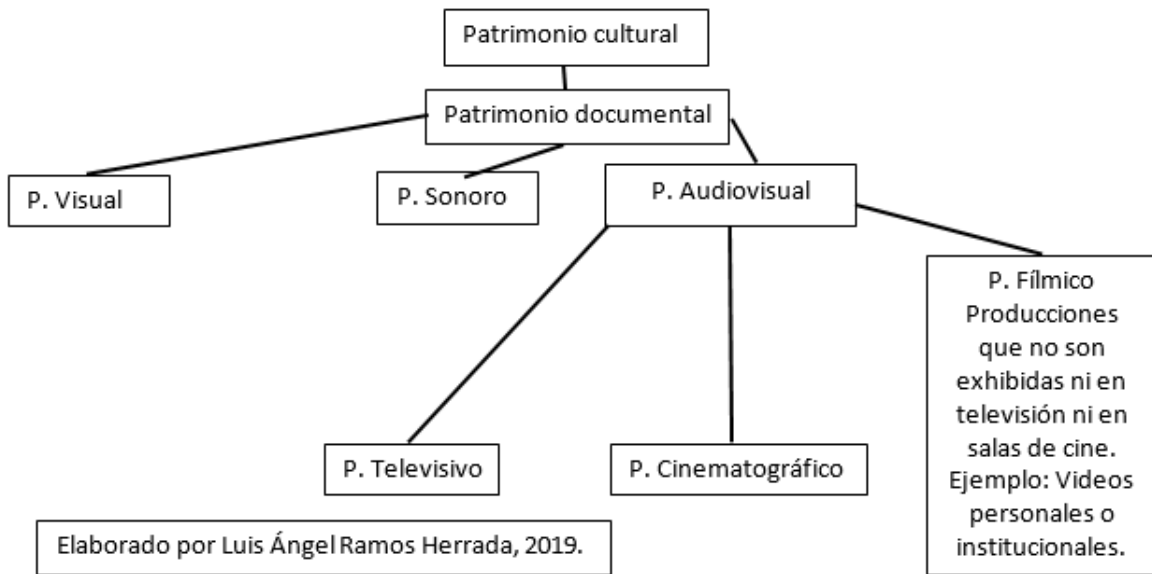 Patrimonio cultural
Patrimonio documental
P. Visual
P. Sonoro
P. Audiovisual
P. Fílmico
Producciones
que no son
exhibidas ni en
televisión ni en
salas de cine.
Ejemplo: Videos
personales o
institucionales.
P. Televisivo
P. Cinematográfico
Elaborado por Luis Ángel Ramos Herrada, 2019.